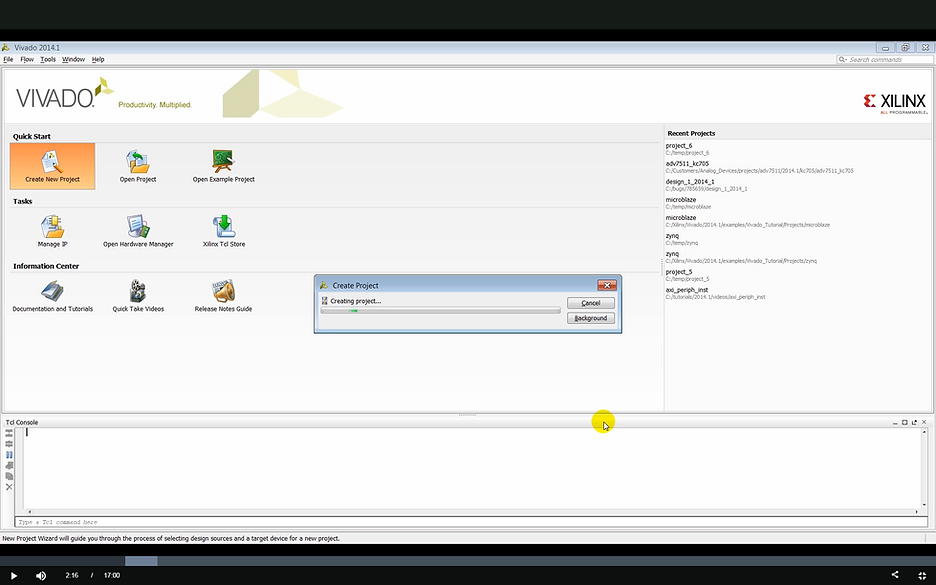 Vivado 2014.1
File Flow Tools Window Help
Search commands
VIVADO.
Productivity. Multiplied.
XILINX
ALL PROGRAMMABLE.
Quick Start
Create New Project
Open Project
Open Example Project
Tasks
Manage IP
Open Hardware Manager
Xilinx Tcl Store
Information Center
Documentation and Tutorials
Quick Take Videos
Release Notes Guide
Recent Projects
project_6
C:/temp/project_6
adv7511_kc705
C:/Customers/Analog_Devices/projects/adv7511/2014.1/kc705/adv7511_kc705
design_1_2014_1
C:/bugs/785659/design_1_2014_1
microblaze
C:/temp/microblaze
microblaze
C:/Xilinx/Vivado/2014.1/examples/Vivado_Tutorial/Projects/microblaze
zynq
C:/temp/zynq
zynq
C:/Xilinx/Vivado/2014.1/examples/Vivado_Tutorial/Projects/zynq
project_5
C:/temp/project_5
axi_periph_inst
C:/tutorials/2014.1/videos/axi_periph_inst
Create Project
Creating project...
Cancel
Background
Tcl Console
Type a Tcl command here
New Project Wizard will guide you through the process of selecting design sources and a target device for a new project.
2:16 / 17:00